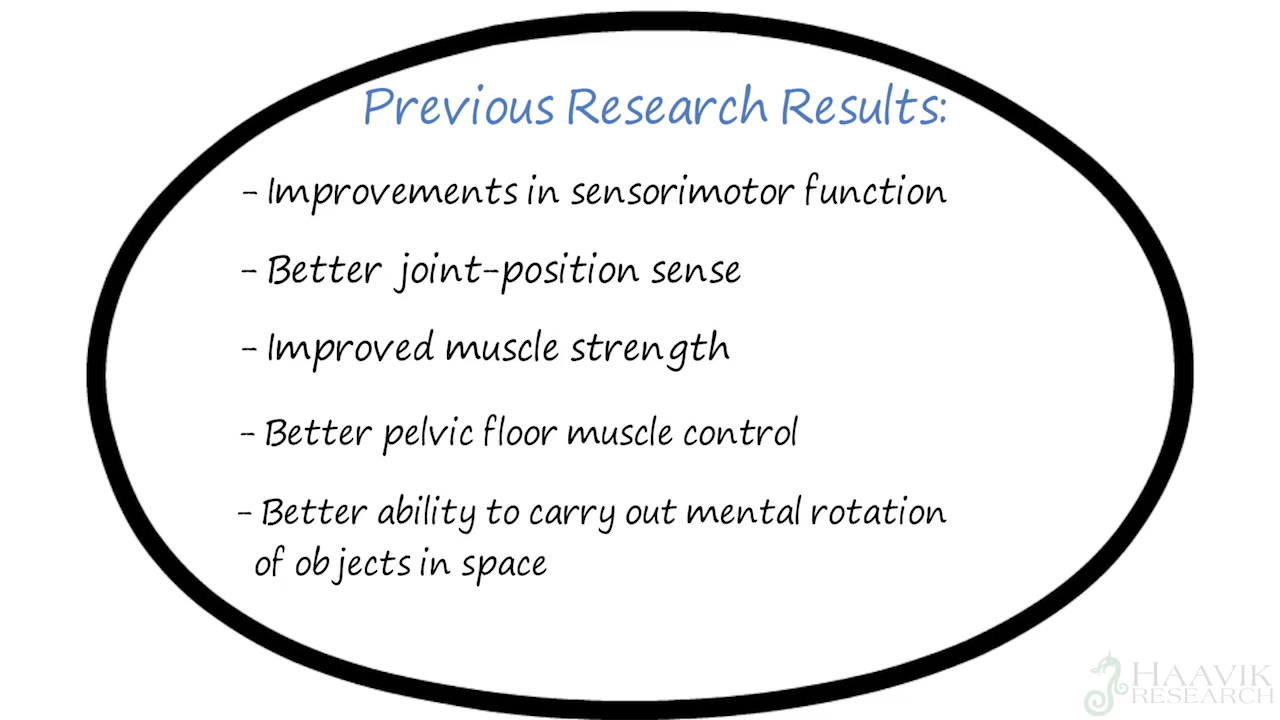 Previous Research Results:
- Improvements in sensorimotor function
- Better joint-position sense
- Improved muscle strength
- Better pelvic floor muscle control
- Better ability to carry out mental rotation
of objects in space
HAAVIK
RESEARCH